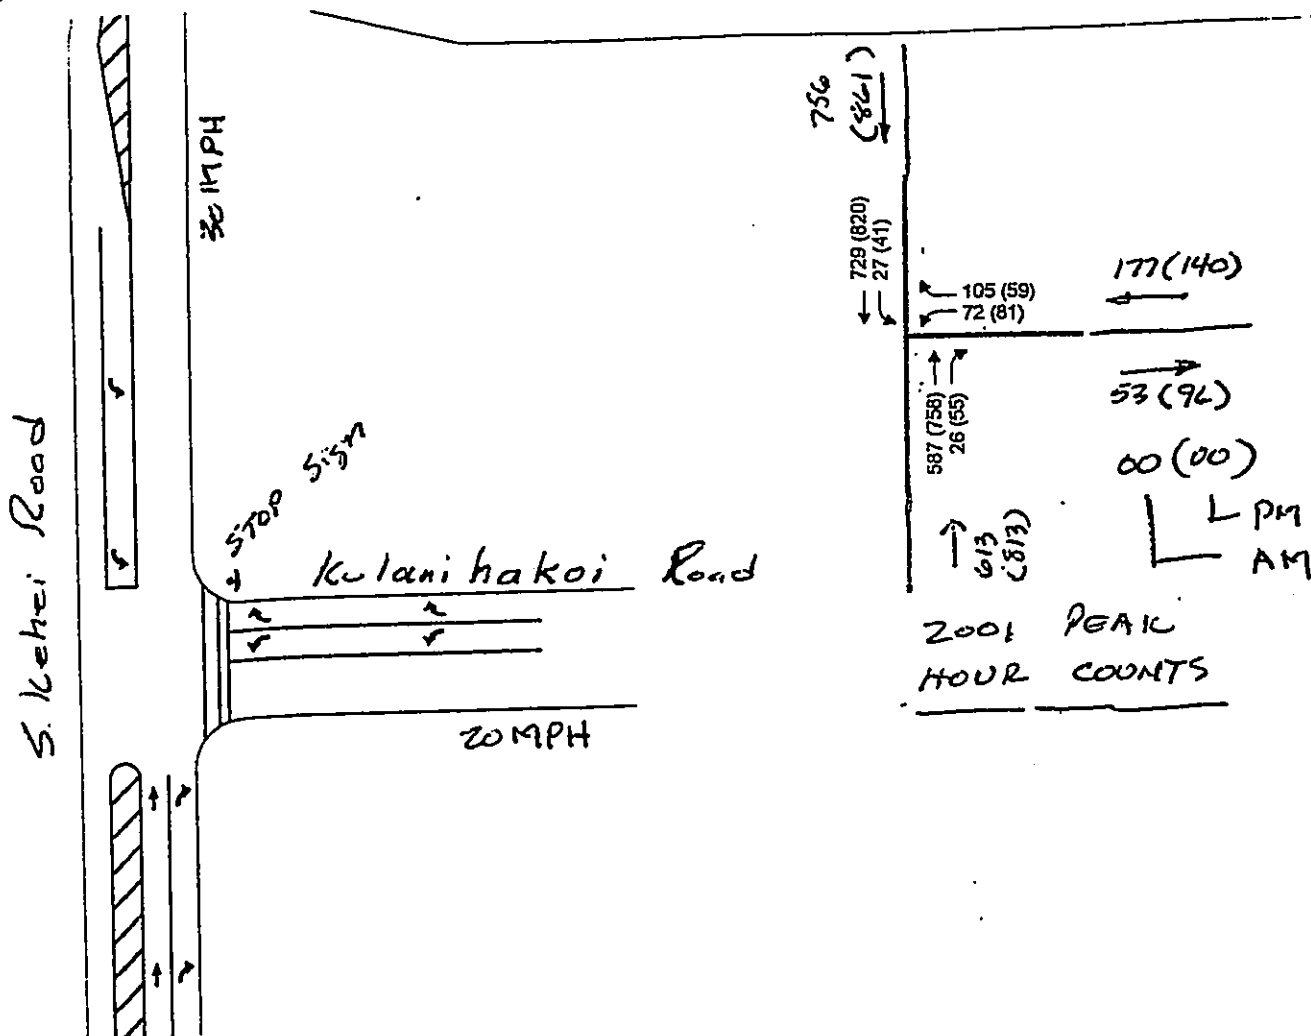 S. Kehei Road
30 MPH
STOP Sign
Kulanihakoi Road
20 MPH
756
(861)
729 (820)
27 (41)
105 (59)
72 (81)
177 (140)
53 (96)
587 (758)
26 (55)
613
(813)
00 (00)
PM
AM
2001 PEAK
HOUR COUNTS